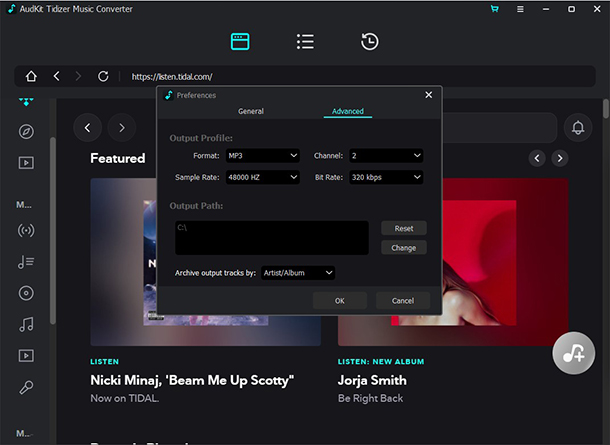 AudKit Tidizer Music Converter
https://listen.tidal.com/
Preferences
General
Advanced
Output Profile:
Format:
MP3
Channel:
2
Sample Rate:
48000 HZ
Bit Rate:
320 kbps
Output Path:
C:\
Reset
Change
Archive output tracks by:
Artist/Album
OK
Cancel
Featured
M...
LISTEN
Nicki Minaj, 'Beam Me Up Scotty"
Now on TIDAL.
LISTEN: NEW ALBUM
Jorja Smith
Be Right Back
M...